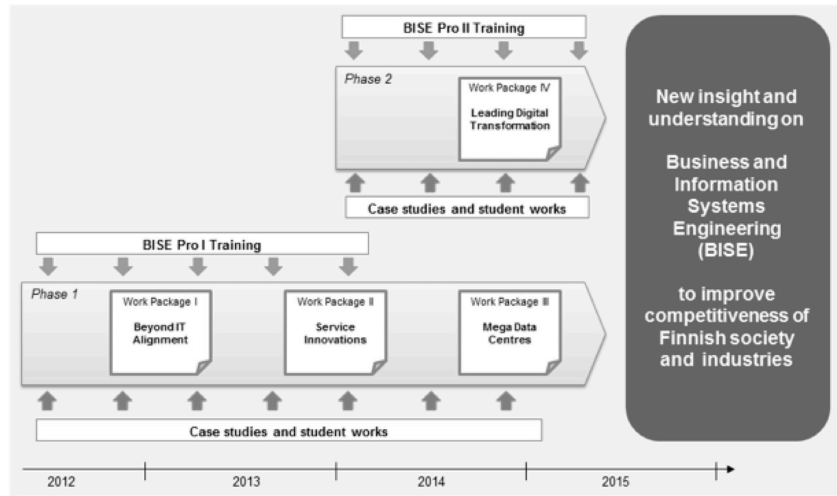 BISE Pro II Training
Phase 2
Work Package IV
Leading Digital
Transformation
Case studies and student works
BISE Pro I Training
Phase 1
Work Package I
Beyond IT
Alignment
Work Package II
Service
Innovations
Work Package III
Mega Data
Centres
Case studies and student works
2012
2013
2014
2015
New insight and
understanding on
Business and
Information
Systems
Engineering
(BISE)
to improve
competitiveness of
Finnish society
and industries